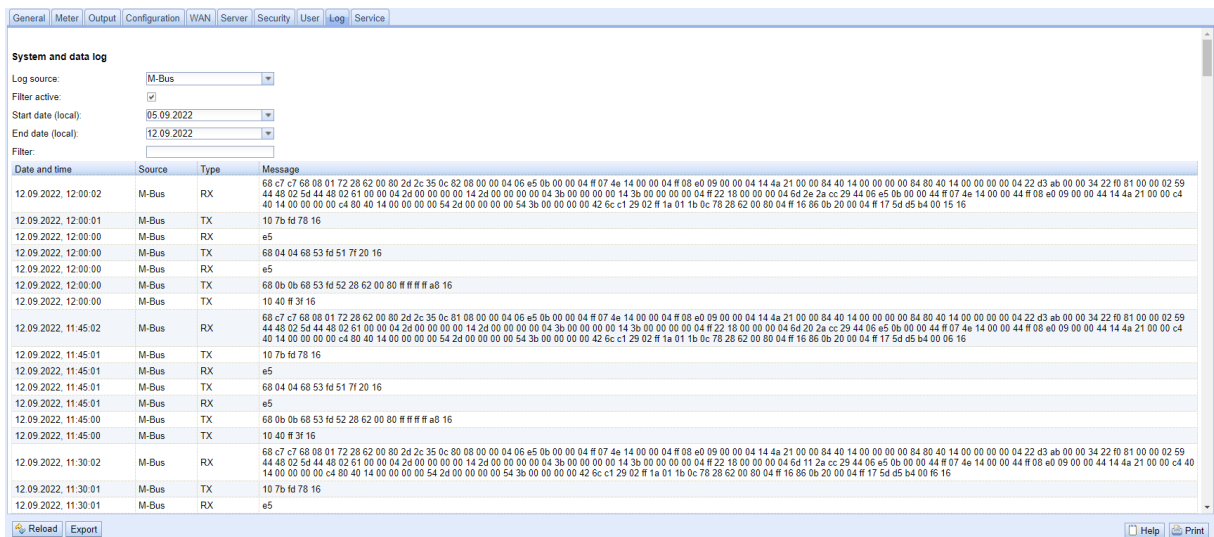 General Meter Output Configuration WAN Server Security User Log Service
System and data log
Log source: M-Bus
Filter active:
Start date (local): 05.09.2022
End date (local): 12.09.2022
Filter:
Date and time Source Type Message
12.09.2022, 12:00:02 M-Bus RX 68 c7 c7 68 08 01 72 28 62 00 80 2d 2c 35 0c 82 08 00 00 04 06 e5 0b 00 00 04 ff 07 4e 14 00 00 04 ff 08 e0 09 00 00 04 14 4a 21 00 00 84 40 14 00 00 00 00 84 80 40 14 00 00 00 00 04 22 d3 ab 00 00 34 22 f0 81 00 00 02 59
44 48 02 5d 44 48 02 61 00 00 04 2d 00 00 00 00 14 2d 00 00 00 00 04 3b 00 00 00 00 14 3b 00 00 00 00 04 ff 22 18 00 00 00 04 6d 2e 2a cc 29 44 06 e5 0b 00 00 44 ff 07 4e 14 00 00 44 ff 08 e0 09 00 00 44 14 4a 21 00 00 c4
40 14 00 00 00 00 c4 80 40 14 00 00 00 00 54 2d 00 00 00 00 54 3b 00 00 00 00 42 6c c1 29 02 ff 1a 01 1b 0c 78 28 62 00 80 04 ff 16 86 0b 20 00 04 ff 17 5d d5 b4 00 15 16
12.09.2022, 12:00:01 M-Bus TX 10 7b fd 78 16
12.09.2022, 12:00:00 M-Bus RX e5
12.09.2022, 12:00:00 M-Bus TX 68 04 04 68 53 fd 51 7f 20 16
12.09.2022, 12:00:00 M-Bus RX e5
12.09.2022, 12:00:00 M-Bus TX 68 0b 0b 68 53 fd 52 28 62 00 80 ff ff ff ff a8 16
12.09.2022, 12:00:00 M-Bus TX 10 40 ff 3f 16
12.09.2022, 11:45:02 M-Bus RX 68 c7 c7 68 08 01 72 28 62 00 80 2d 2c 35 0c 81 08 00 00 04 06 e5 0b 00 00 04 ff 07 4e 14 00 00 04 ff 08 e0 09 00 00 04 14 4a 21 00 00 84 40 14 00 00 00 00 84 80 40 14 00 00 00 00 04 22 d3 ab 00 00 34 22 f0 81 00 00 02 59
44 48 02 5d 44 48 02 61 00 00 04 2d 00 00 00 00 14 2d 00 00 00 00 04 3b 00 00 00 00 14 3b 00 00 00 00 04 ff 22 18 00 00 00 04 6d 20 2a cc 29 44 06 e5 0b 00 00 44 ff 07 4e 14 00 00 44 ff 08 e0 09 00 00 44 14 4a 21 00 00 c4
40 14 00 00 00 00 c4 80 40 14 00 00 00 00 54 2d 00 00 00 00 54 3b 00 00 00 00 42 6c c1 29 02 ff 1a 01 1b 0c 78 28 62 00 80 04 ff 16 86 0b 20 00 04 ff 17 5d d5 b4 00 06 16
12.09.2022, 11:45:01 M-Bus TX 10 7b fd 78 16
12.09.2022, 11:45:01 M-Bus RX e5
12.09.2022, 11:45:01 M-Bus TX 68 04 04 68 53 fd 51 7f 20 16
12.09.2022, 11:45:01 M-Bus RX e5
12.09.2022, 11:45:00 M-Bus TX 68 0b 0b 68 53 fd 52 28 62 00 80 ff ff ff ff a8 16
12.09.2022, 11:45:00 M-Bus TX 10 40 ff 3f 16
12.09.2022, 11:30:02 M-Bus RX 68 c7 c7 68 08 01 72 28 62 00 80 2d 2c 35 0c 80 08 00 00 04 06 e5 0b 00 00 04 ff 07 4e 14 00 00 04 ff 08 e0 09 00 00 04 14 4a 21 00 00 84 40 14 00 00 00 00 84 80 40 14 00 00 00 00 04 22 d3 ab 00 00 34 22 f0 81 00 00 02 59
44 48 02 5d 44 48 02 61 00 00 04 2d 00 00 00 00 14 2d 00 00 00 00 04 3b 00 00 00 00 14 3b 00 00 00 00 04 ff 22 18 00 00 00 04 6d 11 2a cc 29 44 06 e5 0b 00 00 44 ff 07 4e 14 00 00 44 ff 08 e0 09 00 00 44 14 4a 21 00 00 c4 40
14 00 00 00 00 c4 80 40 14 00 00 00 00 54 2d 00 00 00 00 54 3b 00 00 00 00 42 6c c1 29 02 ff 1a 01 1b 0c 78 28 62 00 80 04 ff 16 86 0b 20 00 04 ff 17 5d d5 b4 00 f6 16
12.09.2022, 11:30:01 M-Bus TX 10 7b fd 78 16
12.09.2022, 11:30:01 M-Bus RX e5
Reload Export Help Print